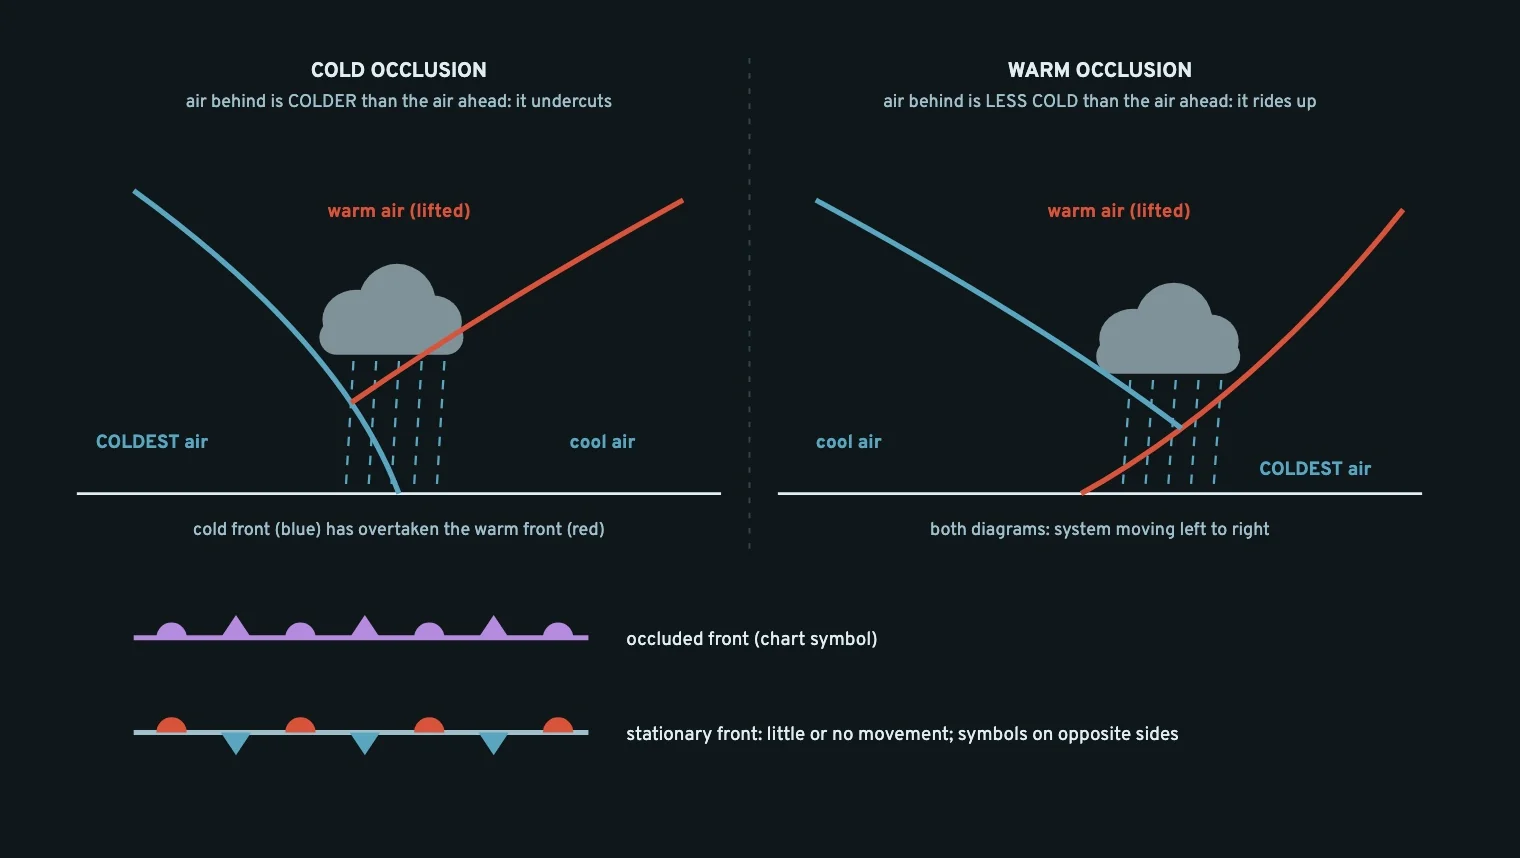 COLD OCCLUSION
air behind is COLDER than the air ahead: it undercuts
warm air (lifted)
COLDEST air
cool air
cold front (blue) has overtaken the warm front (red)
WARM OCCLUSION
air behind is LESS COLD than the air ahead: it rides up
warm air (lifted)
cool air
COLDEST air
both diagrams: system moving left to right
occluded front (chart symbol)
stationary front: little or no movement; symbols on opposite sides